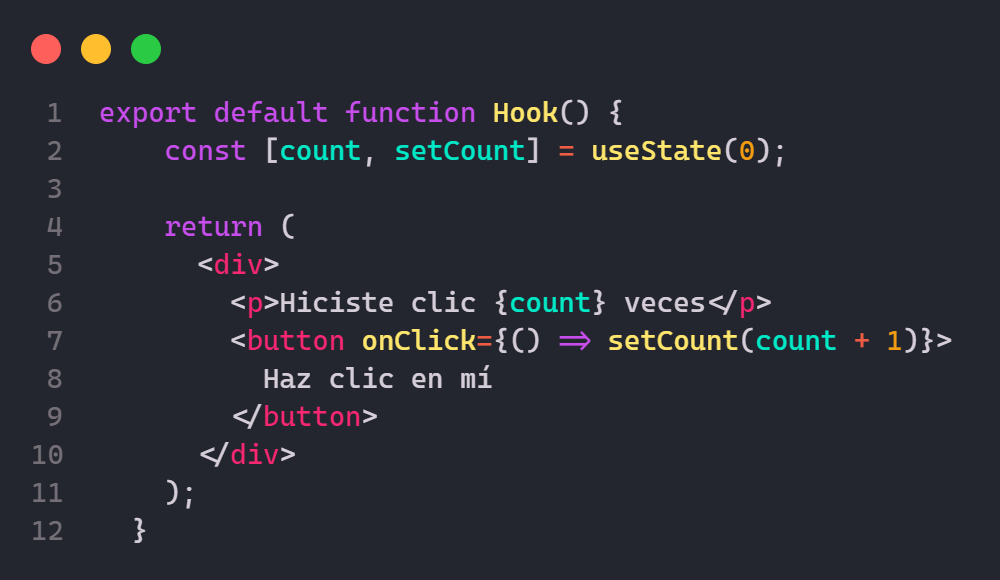 1 export default function Hook() {
2 const [count, setCount] = useState(0);
3
4 return (
5 <div>
6 <p>Hiciste clic {count} veces</p>
7 <button onClick={() => setCount(count + 1)}>
8 Haz clic en mí
9 </button>
10 </div>
11 );
12 }